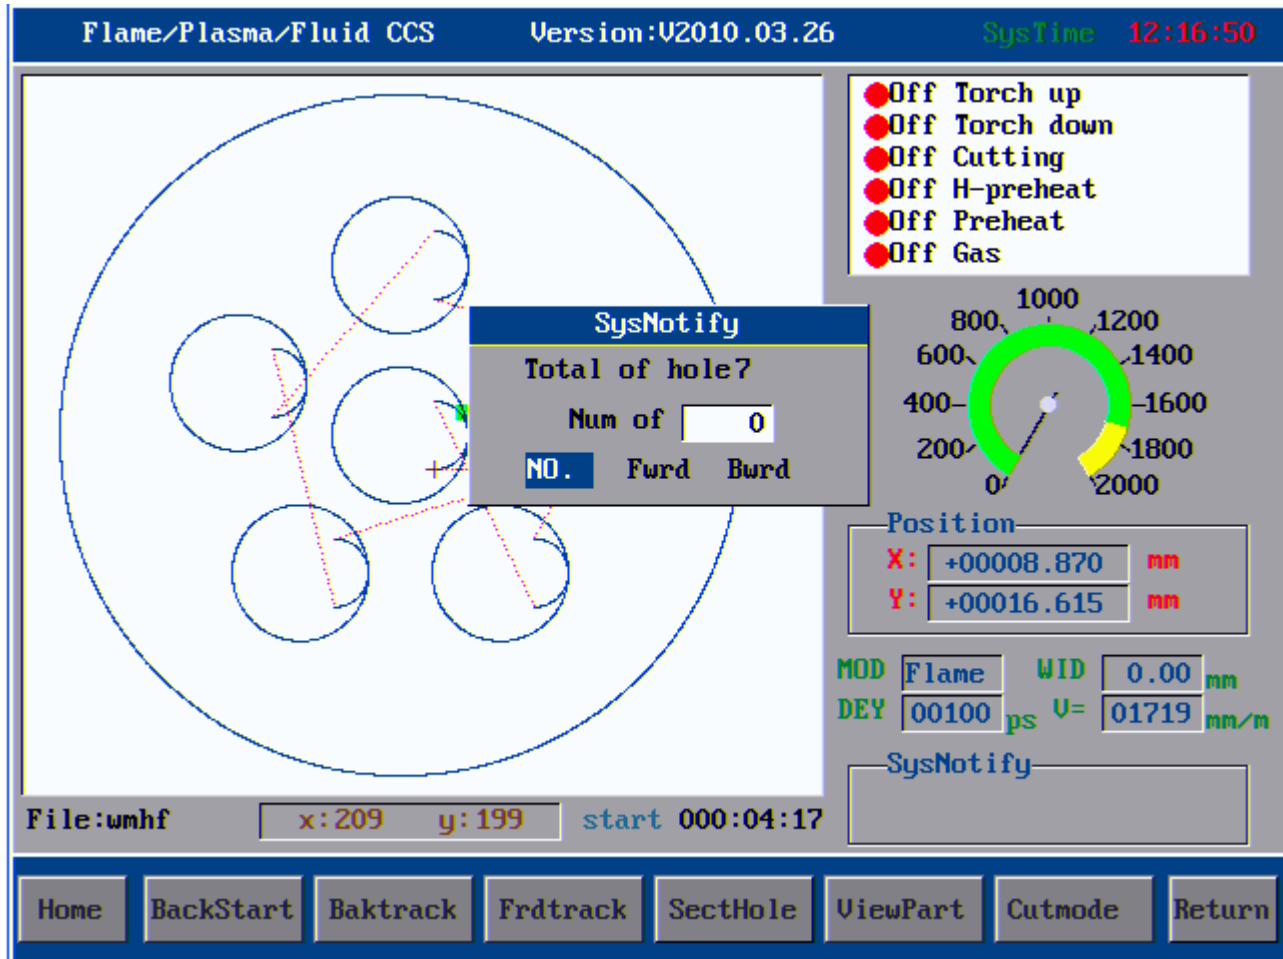 Flame/Plasma/Fluid CCS Version:V2010.03.26 SysTime 12:16:50
Off Torch up
Off Torch down
Off Cutting
Off H-preheat
Off Preheat
Off Gas
SysNotify
Total of hole7
Num of 0
NO. Fwrd Bwrd
1000
800 1200
600 1400
400 1600
200 1800
0 2000
Position
X: +00008.870 mm
Y: +00016.615 mm
MOD Flame WID 0.00 mm
DEY 00100 ps V= 01719 mm/m
SysNotify
File:wmhf x:209 y:199 start 000:04:17
Home BackStart Baktrack Frdtrack SectHole ViewPart Cutmode Return